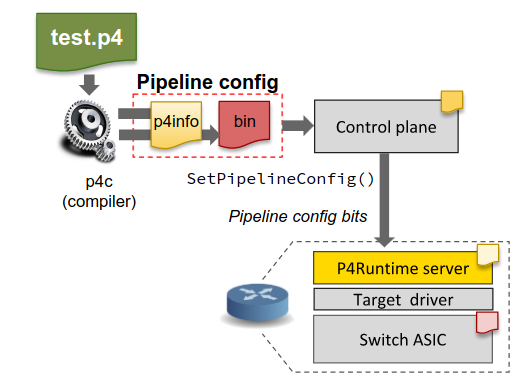 test.p4
Pipeline config
p4info
bin
Control plane
p4c
(compiler)
SetPipelineConfig()
Pipeline config bits
P4Runtime server
Target driver
Switch ASIC